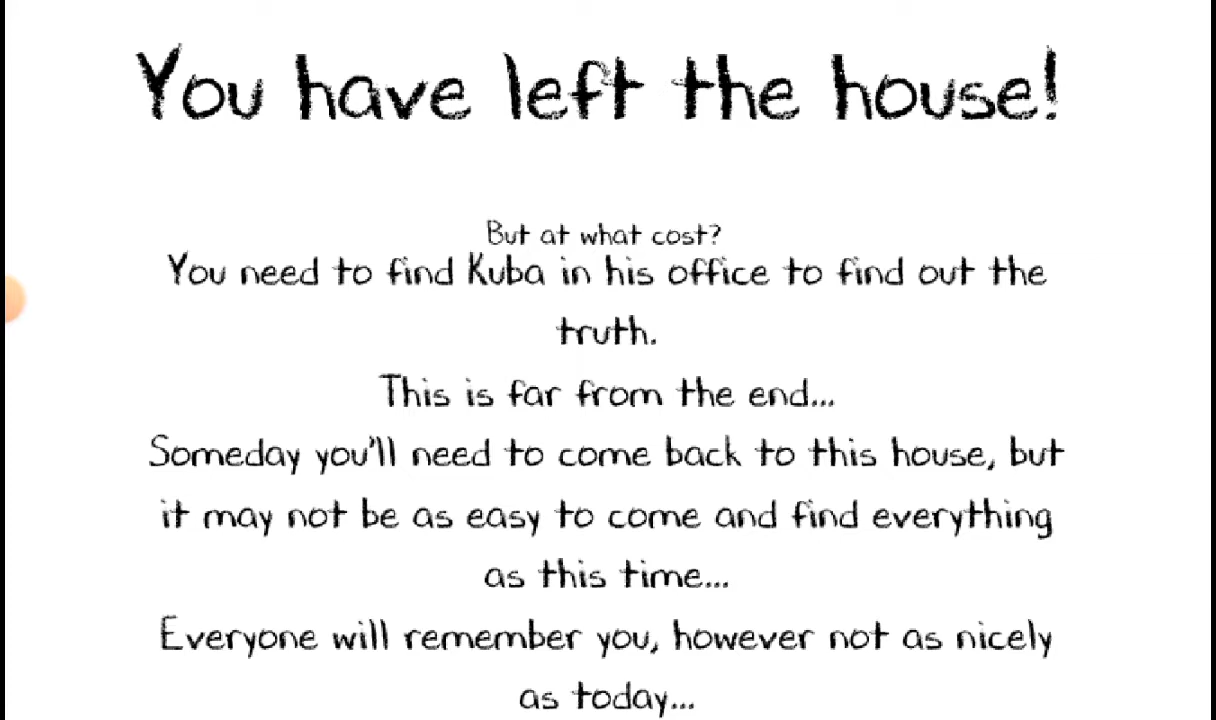 You have left the house!
But at what cost?
You need to find Kuba in his office to find out the
truth.
This is far from the end...
Someday you'll need to come back to this house, but
it may not be as easy to come and find everything
as this time...
Everyone will remember you, however not as nicely
as today...